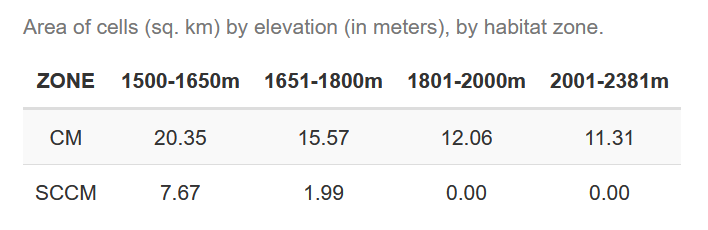 Area of cells (sq. km) by elevation (in meters), by habitat zone.
ZONE 1500-1650m 1651-1800m 1801-2000m 2001-2381m
CM 20.35 15.57 12.06 11.31
SCCM 7.67 1.99 0.00 0.00